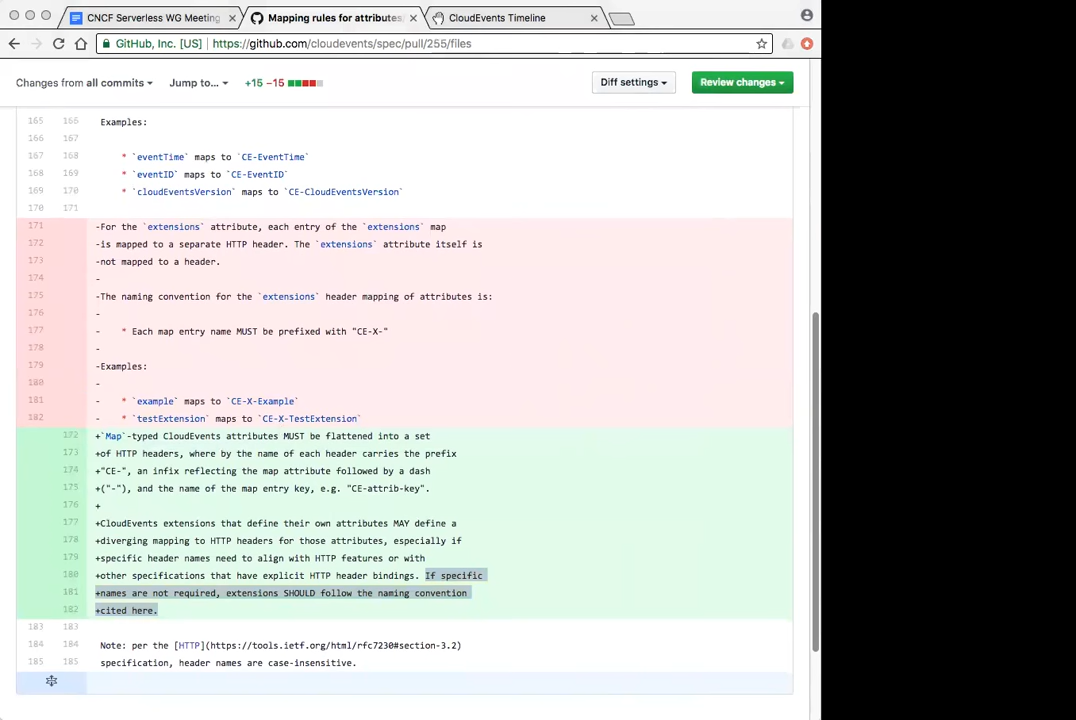 CNCF Serverless WG Meeting
Mapping rules for attributes
CloudEvents Timeline
GitHub, Inc. [US]
https://github.com/cloudevents/spec/pull/255/files
Changes from all commits
Jump to...
+15 −15
Diff settings
Review changes
165 166 Examples:
166 167
167 168 * `eventTime` maps to `CE-EventTime`
168 169 * `eventID` maps to `CE-EventID`
169 170 * `cloudEventsVersion` maps to `CE-CloudEventsVersion`
170 171
171 -For the `extensions` attribute, each entry of the `extensions` map
172 -is mapped to a separate HTTP header. The `extensions` attribute itself is
173 -not mapped to a header.
174 -
175 -The naming convention for the `extensions` header mapping of attributes is:
176 -
177 - * Each map entry name MUST be prefixed with "CE-X-"
178 -
179 -Examples:
180 -
181 - * `example` maps to `CE-X-Example`
182 - * `testExtension` maps to `CE-X-TestExtension`
172 +`Map`-typed CloudEvents attributes MUST be flattened into a set
173 +of HTTP headers, where by the name of each header carries the prefix
174 +"CE-", an infix reflecting the map attribute followed by a dash
175 +("-"), and the name of the map entry key, e.g. "CE-attrib-key".
176 +
177 +CloudEvents extensions that define their own attributes MAY define a
178 +diverging mapping to HTTP headers for those attributes, especially if
179 +specific header names need to align with HTTP features or with
180 +other specifications that have explicit HTTP header bindings. If specific
181 +names are not required, extensions SHOULD follow the naming convention
182 +cited here.
183 183
184 184 Note: per the [HTTP](https://tools.ietf.org/html/rfc7230#section-3.2)
185 185 specification, header names are case-insensitive.